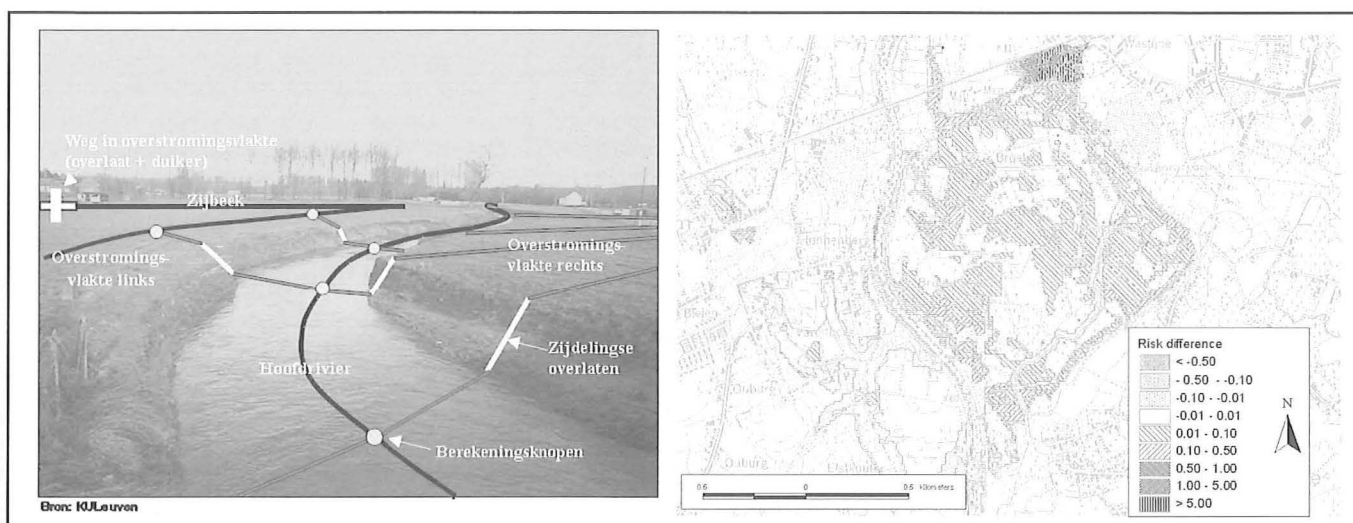 Weg in overstromingsvlakte
(overlaat + duiker)
Zijbeek
Overstromings-
vlakte links
Overstromings-
vlakte rechts
Hoofdrivier
Zijdelingse
overlaten
Berekeningsknopen
Bron: KULeuven
Wastijne
0.5
0
0.5
Kilometers
Risk difference
< -0.50
-0.50 - -0.10
-0.10 - -0.01
-0.01 - 0.01
0.01 - 0.10
0.10 - 0.50
0.50 - 1.00
1.00 - 5.00
> 5.00
N